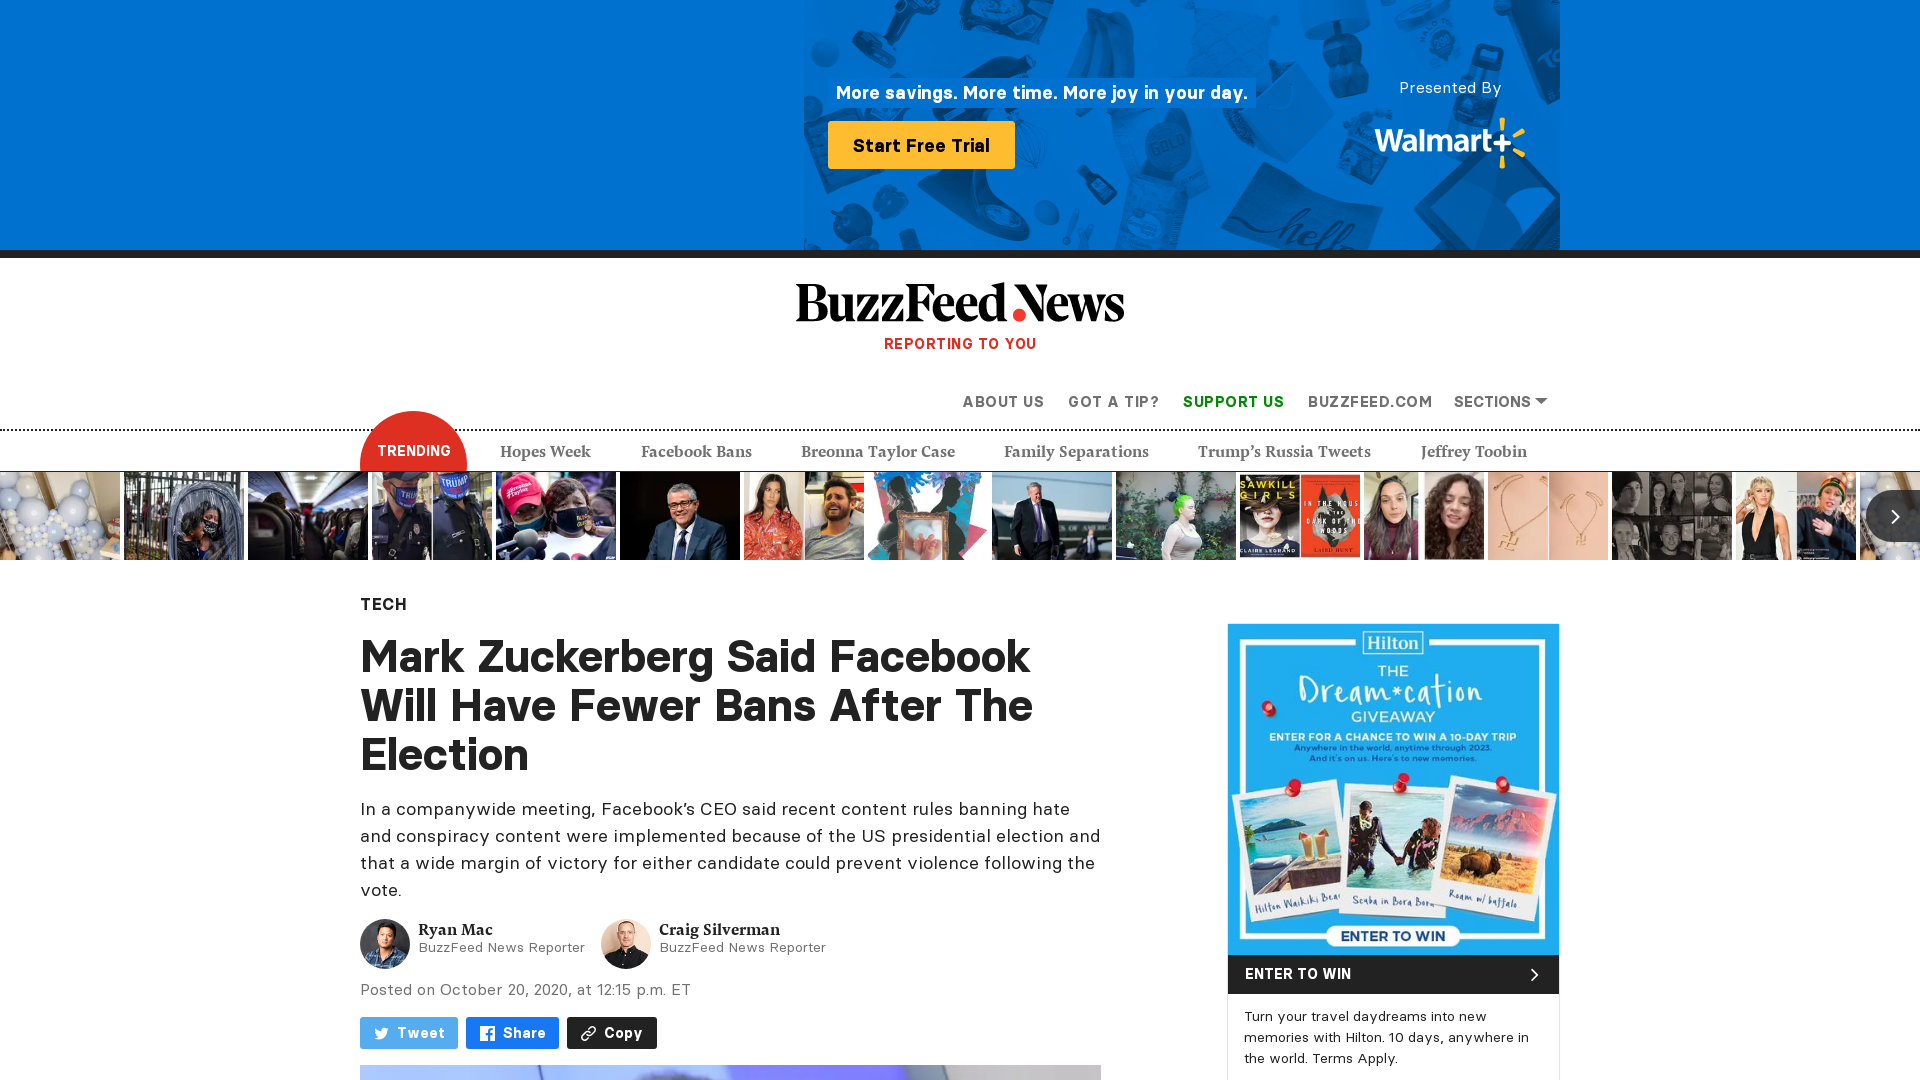 More savings. More time. More joy in your day.
Start Free Trial
Presented By
Walmart+
BuzzFeed News
REPORTING TO YOU
ABOUT US GOT A TIP? SUPPORT US BUZZFEED.COM SECTIONS
TRENDING Hopes Week Facebook Bans Breonna Taylor Case Family Separations Trump’s Russia Tweets Jeffrey Toobin
TECH
Mark Zuckerberg Said Facebook
Will Have Fewer Bans After The
Election
In a companywide meeting, Facebook’s CEO said recent content rules banning hate
and conspiracy content were implemented because of the US presidential election and
that a wide margin of victory for either candidate could prevent violence following the
vote.
Ryan Mac
BuzzFeed News Reporter
Craig Silverman
BuzzFeed News Reporter
Posted on October 20, 2020, at 12:15 p.m. ET
Tweet Share Copy
Hilton
THE
Dream*cation
GIVEAWAY
ENTER FOR A CHANCE TO WIN A 10-DAY TRIP
Anywhere in the world, anytime through 2023.
And it's on us. Here's to new memories.
Hilton Waikiki
Scuba in Bora Bora
Roam w/ buffalo
ENTER TO WIN
ENTER TO WIN
Turn your travel daydreams into new
memories with Hilton. 10 days, anywhere in
the world. Terms Apply.